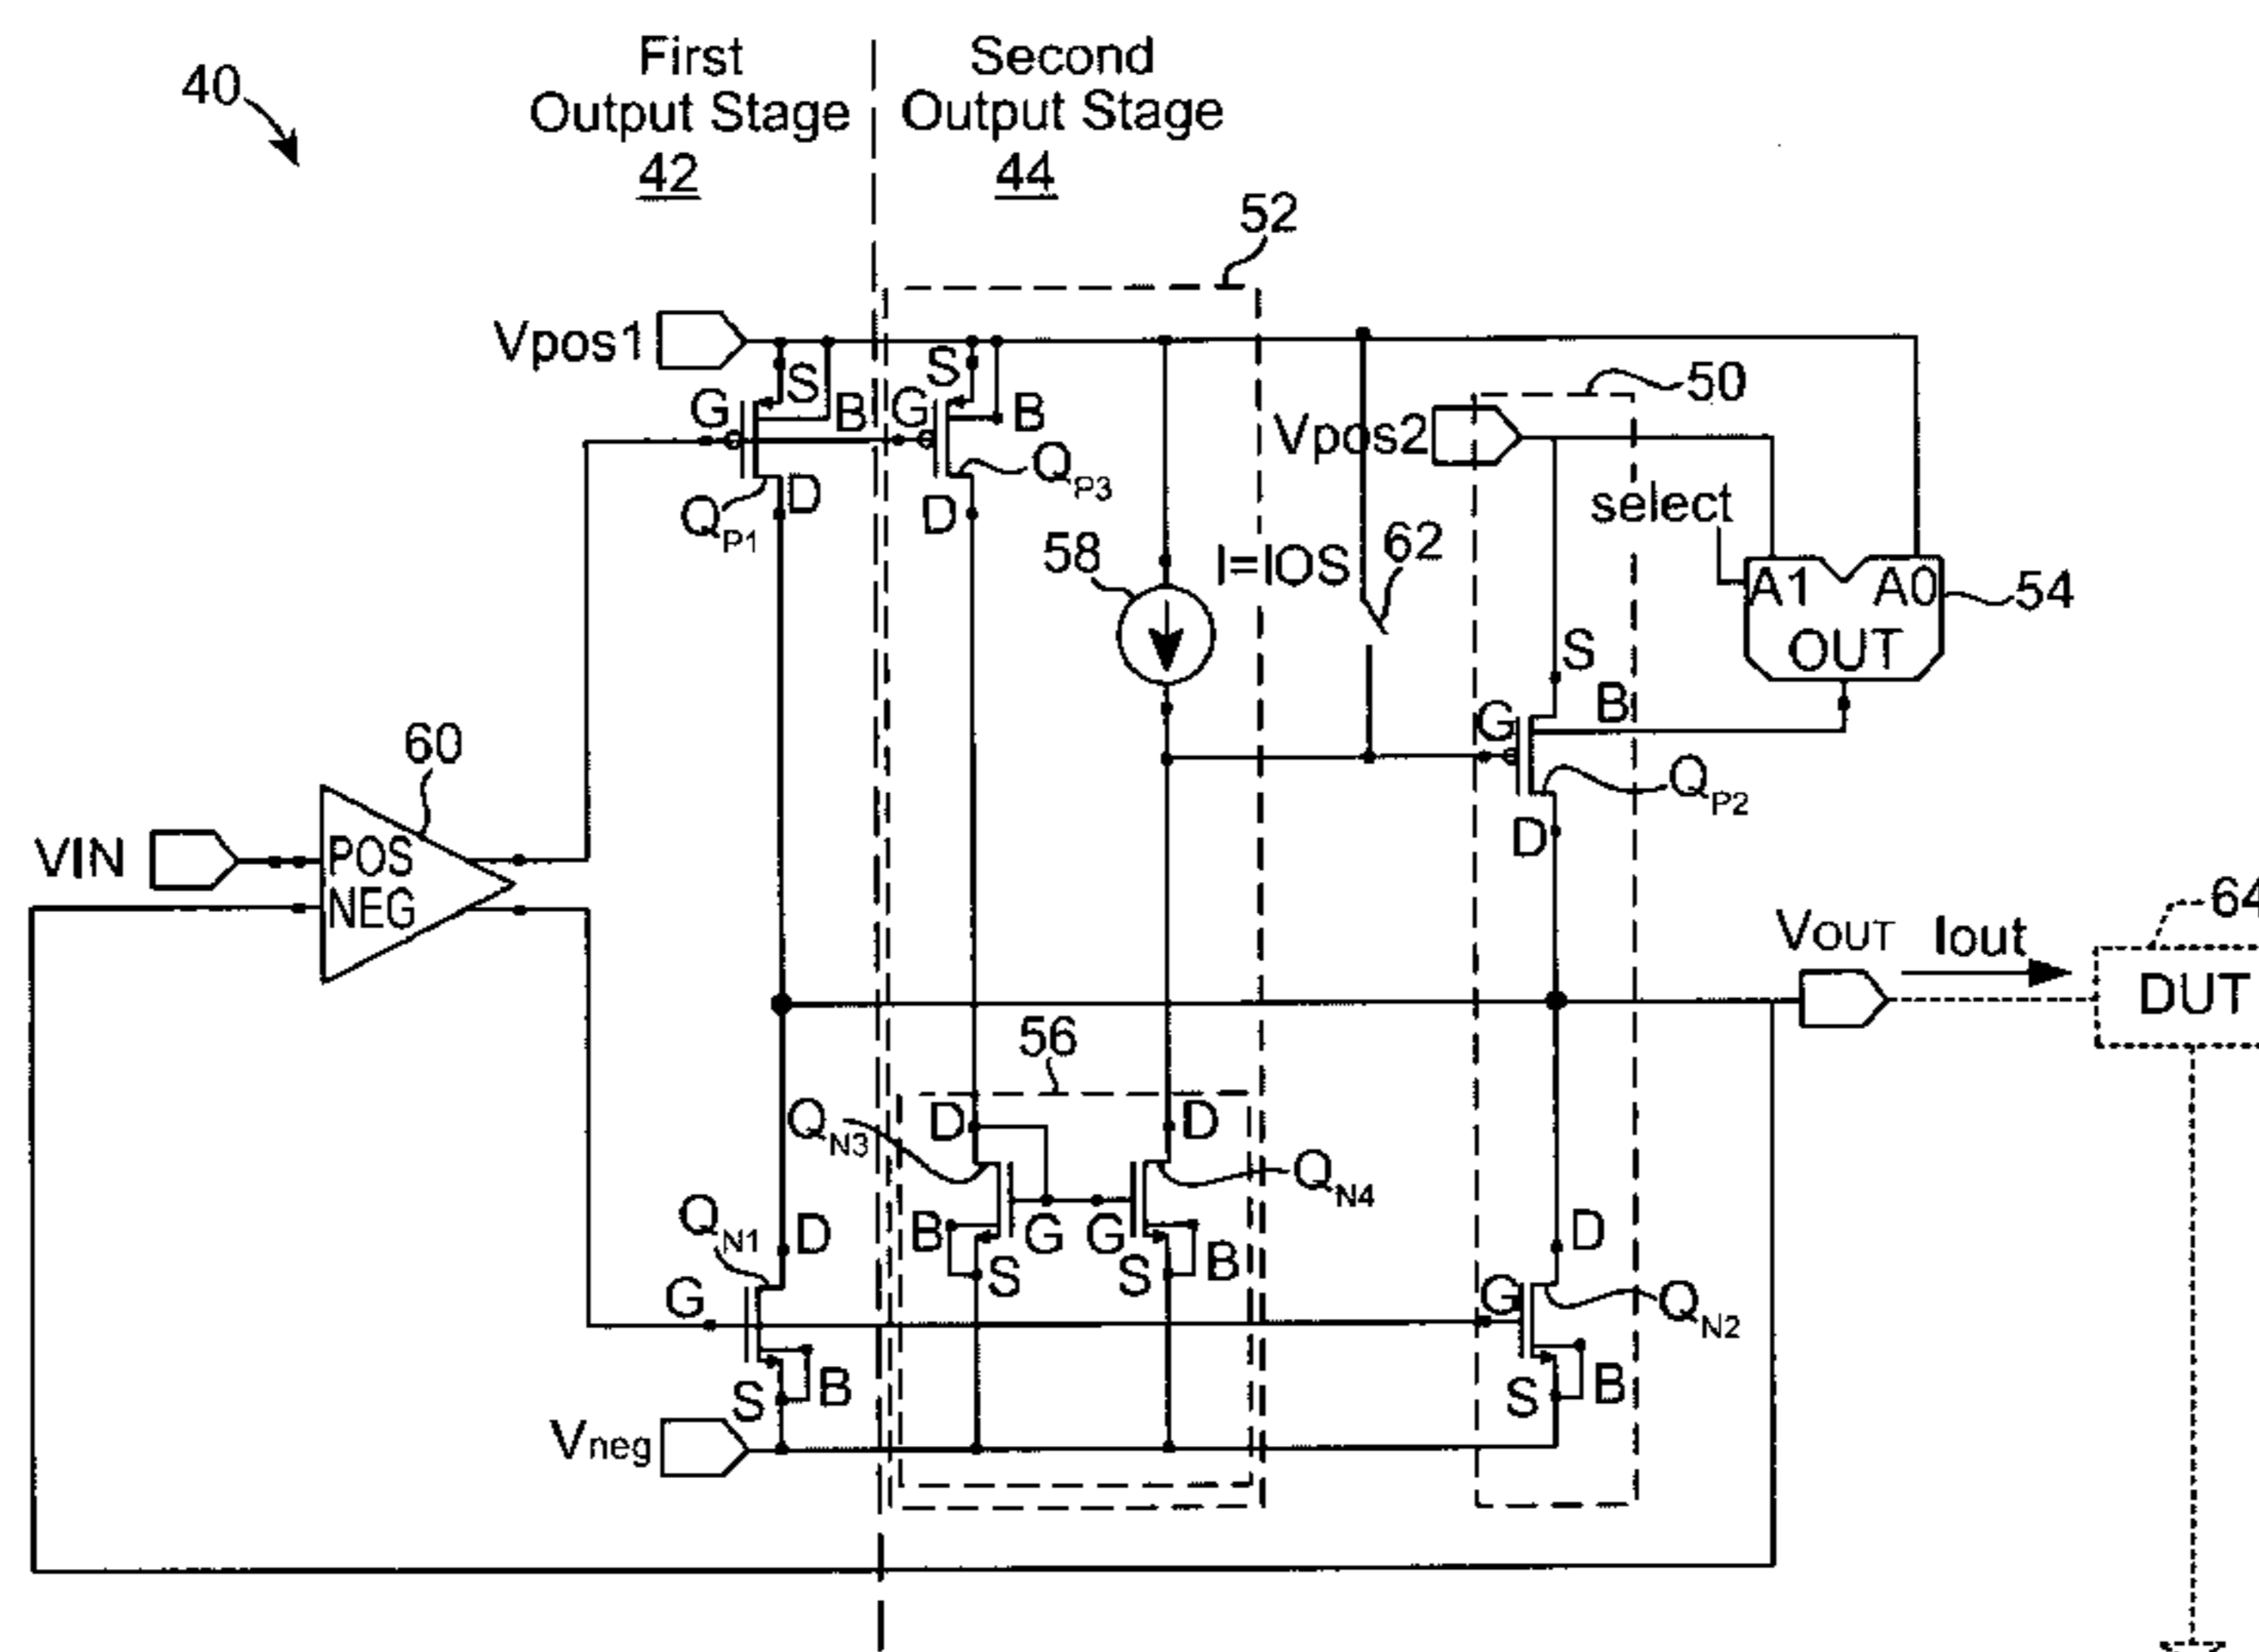 40
First
Output Stage
42
Second
Output Stage
44
52
Vpos1
S
G
B
D
QP1
S
G
B
QP3
D
Vpos2
50
select
58
I=IOS
62
A1 A0
OUT
54
S
G
B
QP2
D
60
VIN
POS
NEG
VOUT
Iout
64
DUT
56
QN3
D
B
G
S
D
QN4
G
S
B
QN1
D
G
S
B
D
G
QN2
S
B
Vneg